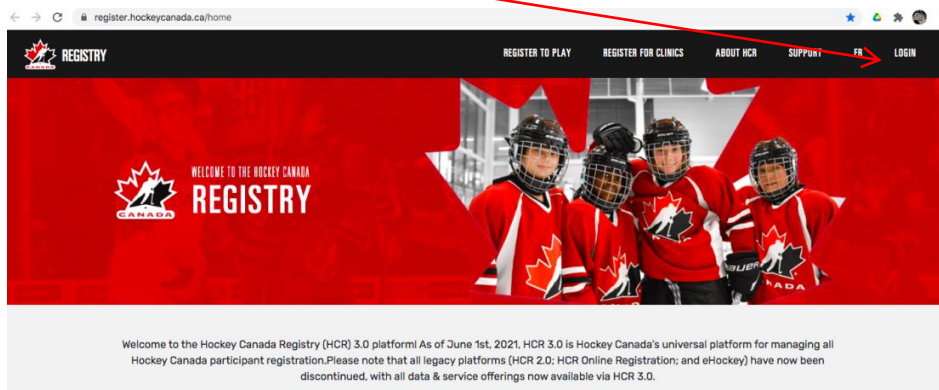 register.hockeycanada.ca/home
CANADA REGISTRY REGISTER TO PLAY REGISTER FOR CLINICS ABOUT HCR SUPPORT FR LOGIN
WELCOME TO THE HOCKEY CANADA
REGISTRY
CANADA
BAUER
ADA
Welcome to the Hockey Canada Registry (HCR) 3.0 platform! As of June 1st, 2021, HCR 3.0 is Hockey Canada's universal platform for managing all
Hockey Canada participant registration.Please note that all legacy platforms (HCR 2.0; HCR Online Registration; and eHockey) have now been
discontinued, with all data & service offerings now available via HCR 3.0.